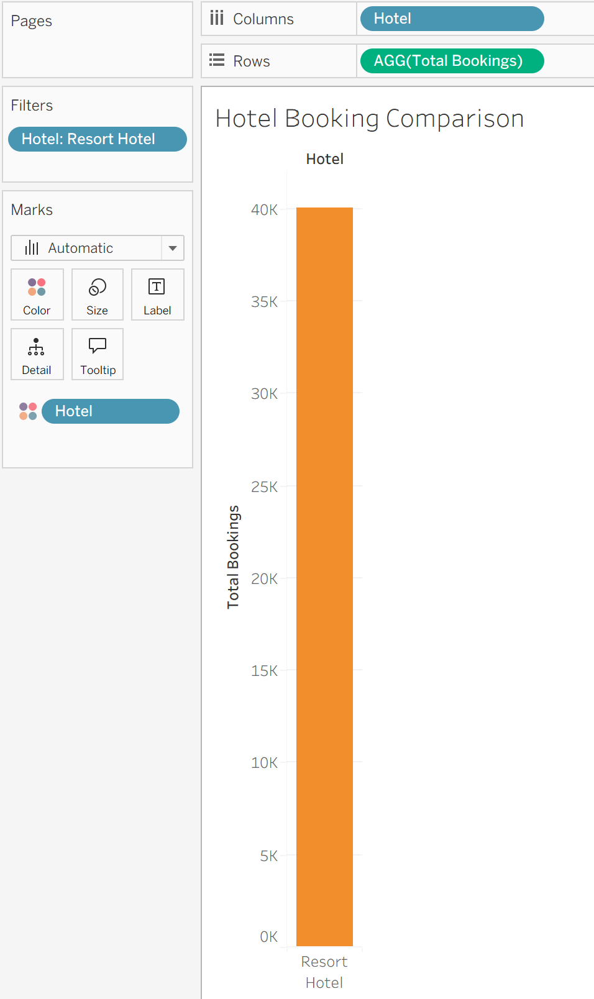 Pages
Columns
Hotel
Rows
AGG(Total Bookings)
Filters
Hotel: Resort Hotel
Marks
Automatic
Color
Size
T
Label
Detail
Tooltip
Hotel
Hotel Booking Comparison
Hotel
40K
35K
30K
25K
20K
15K
10K
5K
0K
Total Bookings
Resort
Hotel